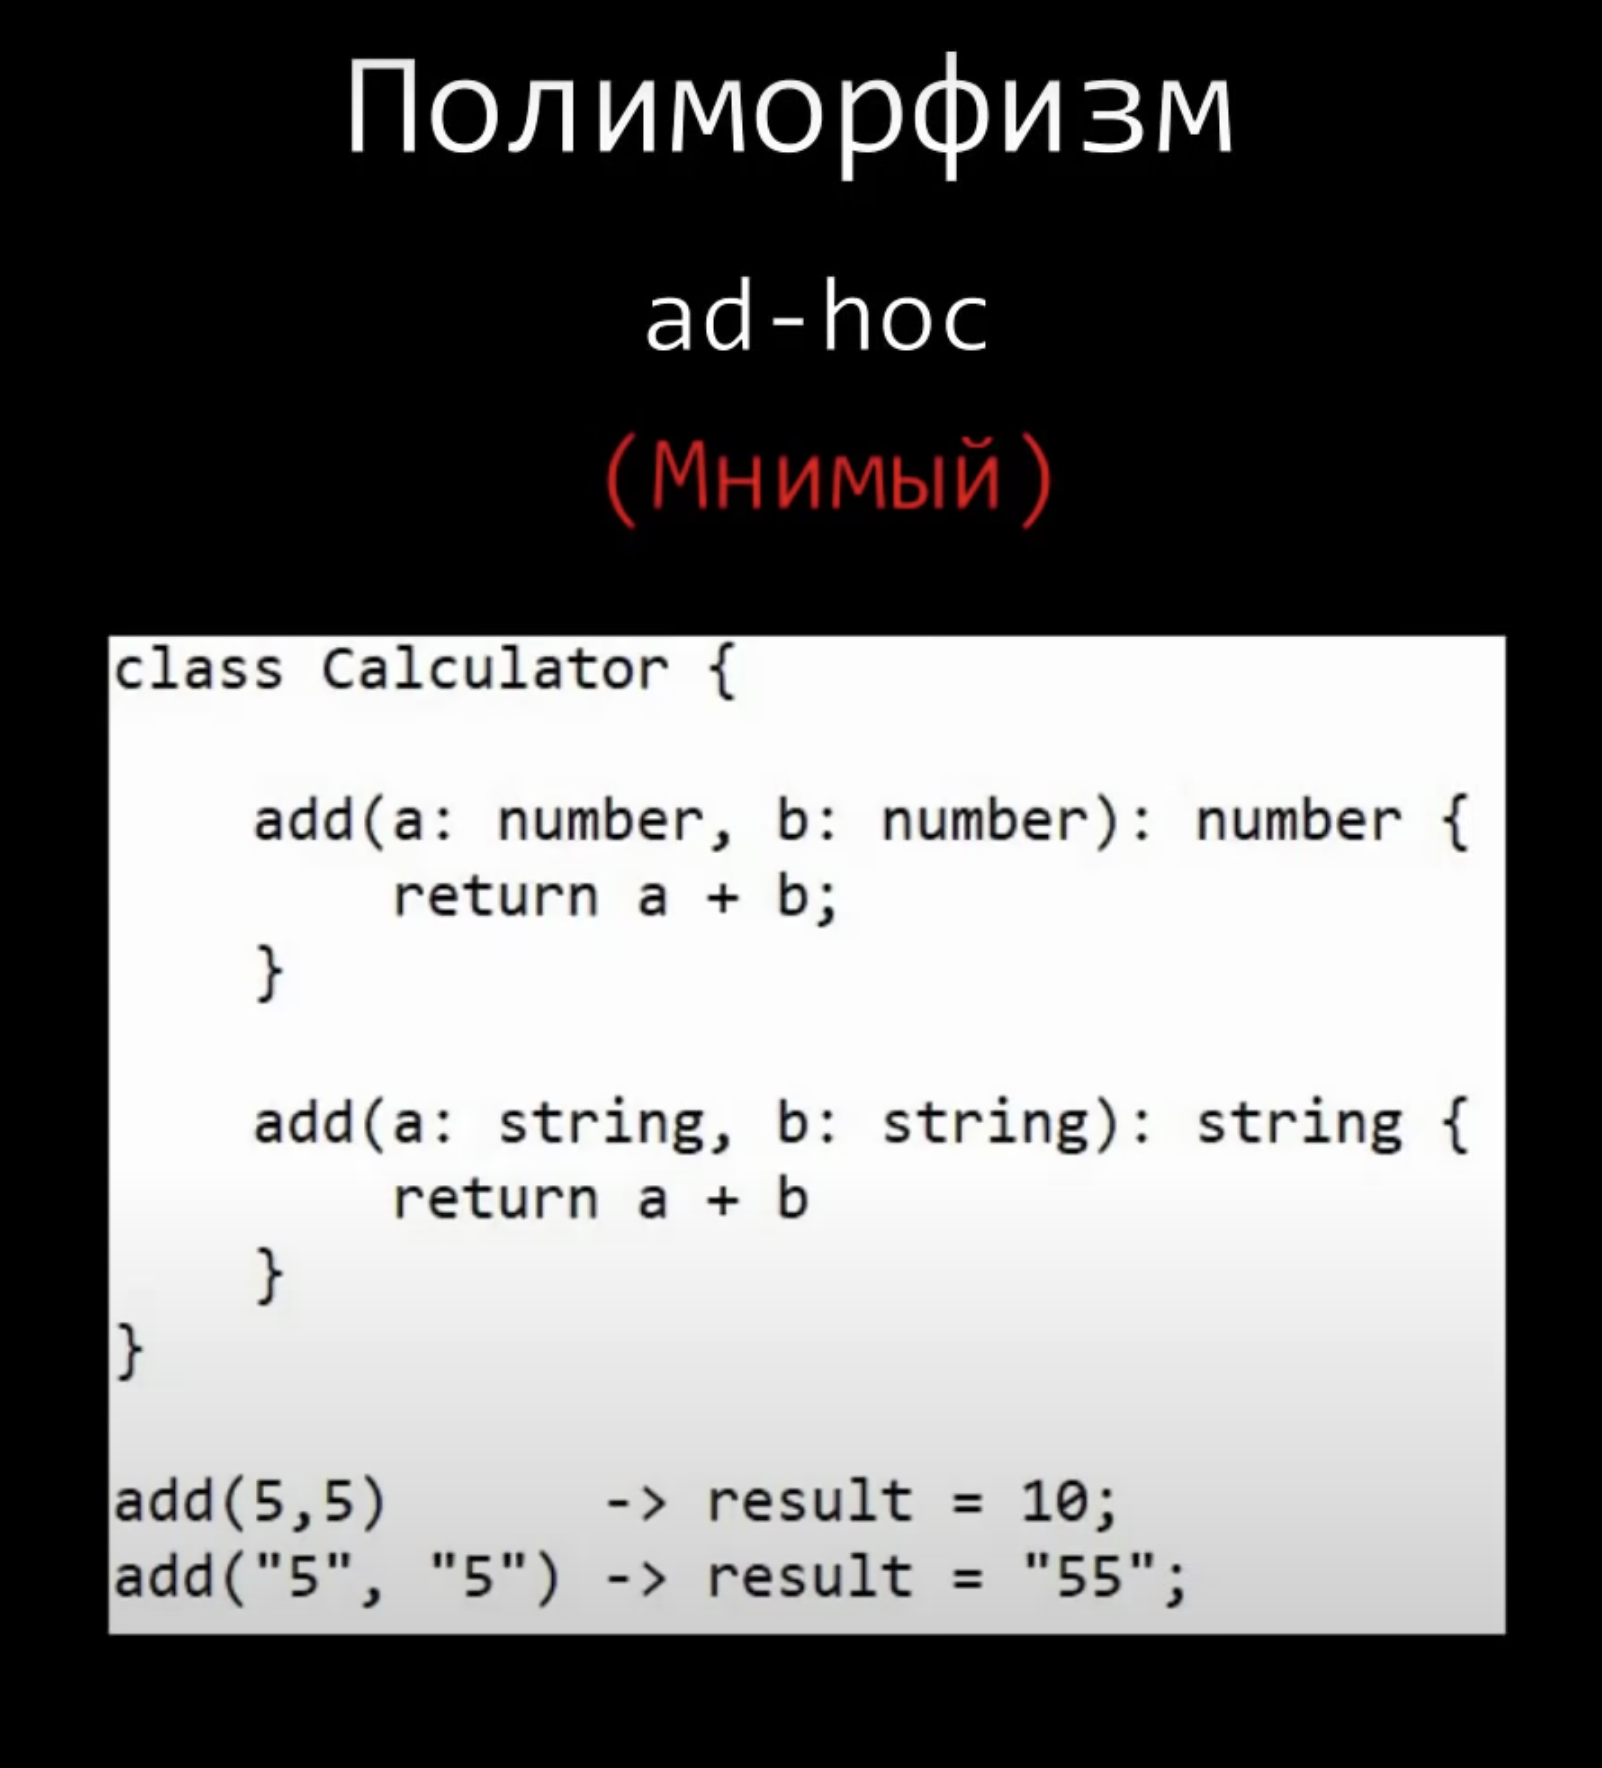 Полиморфизм
ad-hoc
(Мнимый)
class Calculator {
add(a: number, b: number): number {
return a + b;
}
add(a: string, b: string): string {
return a + b
}
}
add(5,5) -> result = 10;
add("5", "5") -> result = "55";